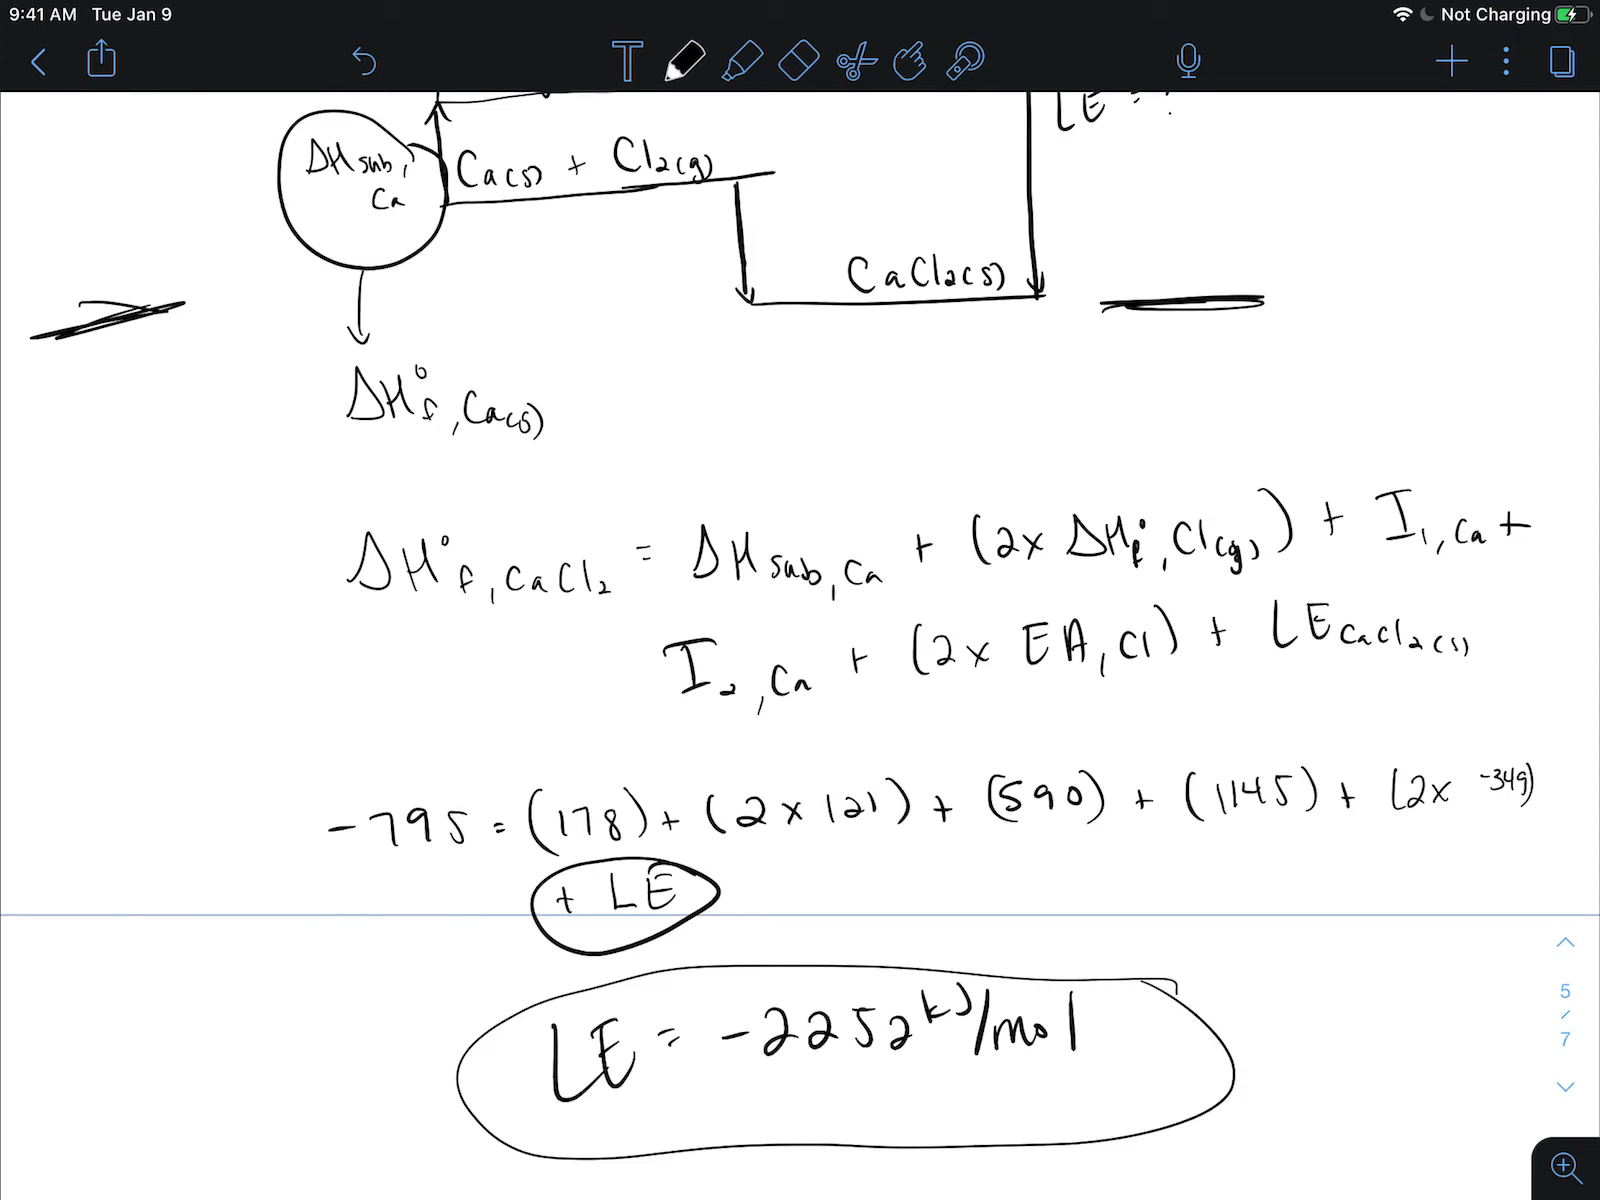 9:41 AM Tue Jan 9
Not Charging
T
LE = ?
ΔHsub, Ca
Ca(s) + Cl2(g)
CaCl2(s)
ΔH°f, Ca(s)
ΔH°f, CaCl2 = ΔHsub, Ca + (2x ΔH°f, Cl(g)) + I1, Ca +
I2, Ca + (2x EA, Cl) + LE CaCl2(s)
-795 = (178) + (2 x 121) + (590) + (1145) + (2x -349)
+ LE
LE = -2252 kJ/mol
5
/
7